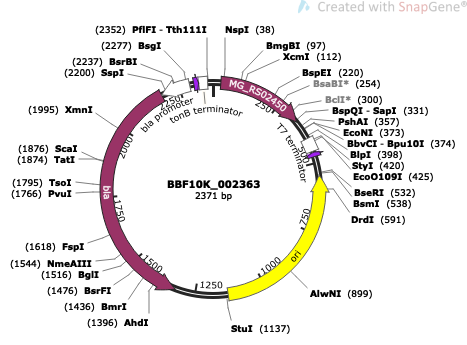 Created with SnapGene®
(2352) PflFI - Tth111I
NspI (38)
(2277) BsgI
BmgBI (97)
(2237) BsrBI
XcmI (112)
(2200) SspI
BspEI (220)
BsaBI* (254)
BclI* (300)
BspQI - SapI (331)
PshAI (357)
EcoNI (373)
BbvCI - Bpu10I (374)
BlpI (398)
StyI (420)
EcoO109I (425)
BseRI (532)
BsmI (538)
DrdI (591)
AlwNI (899)
StuI (1137)
(1995) XmnI
(1876) ScaI
(1874) TatI
(1795) TsoI
(1766) PvuI
(1618) FspI
(1544) NmeAIII
(1516) BglI
(1476) BsrFI
(1436) BmrI
(1396) AhdI
MG_RS02450
bla promoter
tonB terminator
T7 terminator
bla
ori
250
500
750
1000
1250
1500
1750
2000
2250
BBF10K_002363
2371 bp